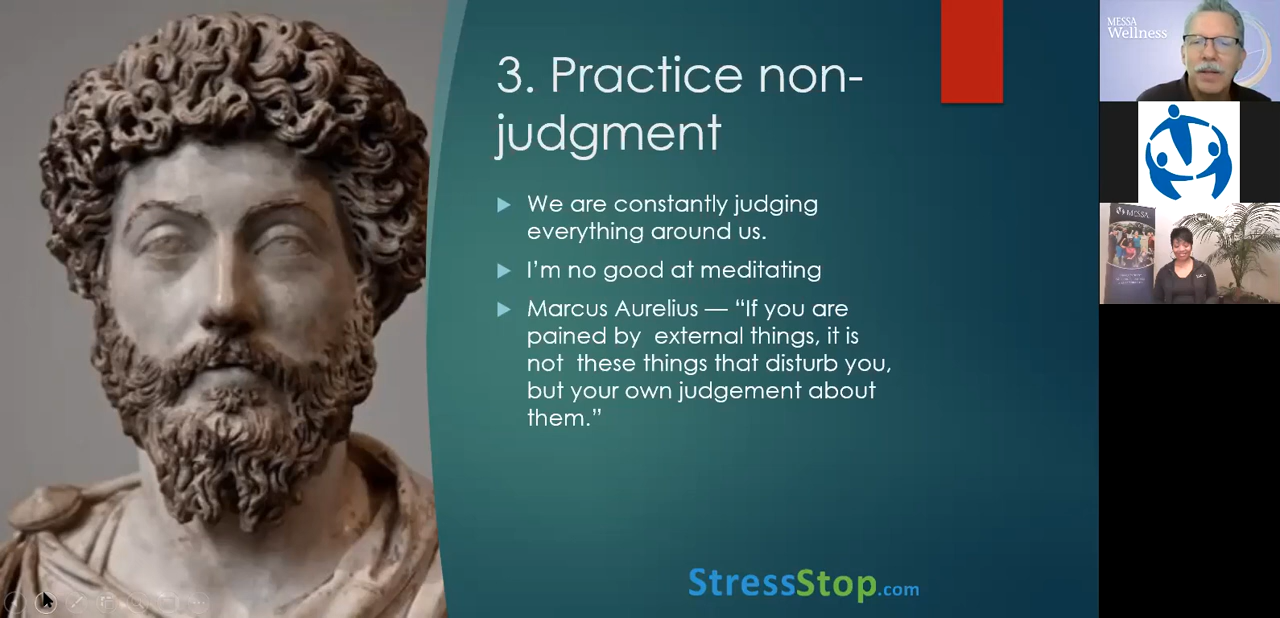 3. Practice non-
judgment
We are constantly judging
everything around us.
I'm no good at meditating
Marcus Aurelius — “If you are
pained by  external things, it is
not  these things that disturb you,
but your own judgement about
them.”
StressStop.com
MESSA
Wellness
MESSA